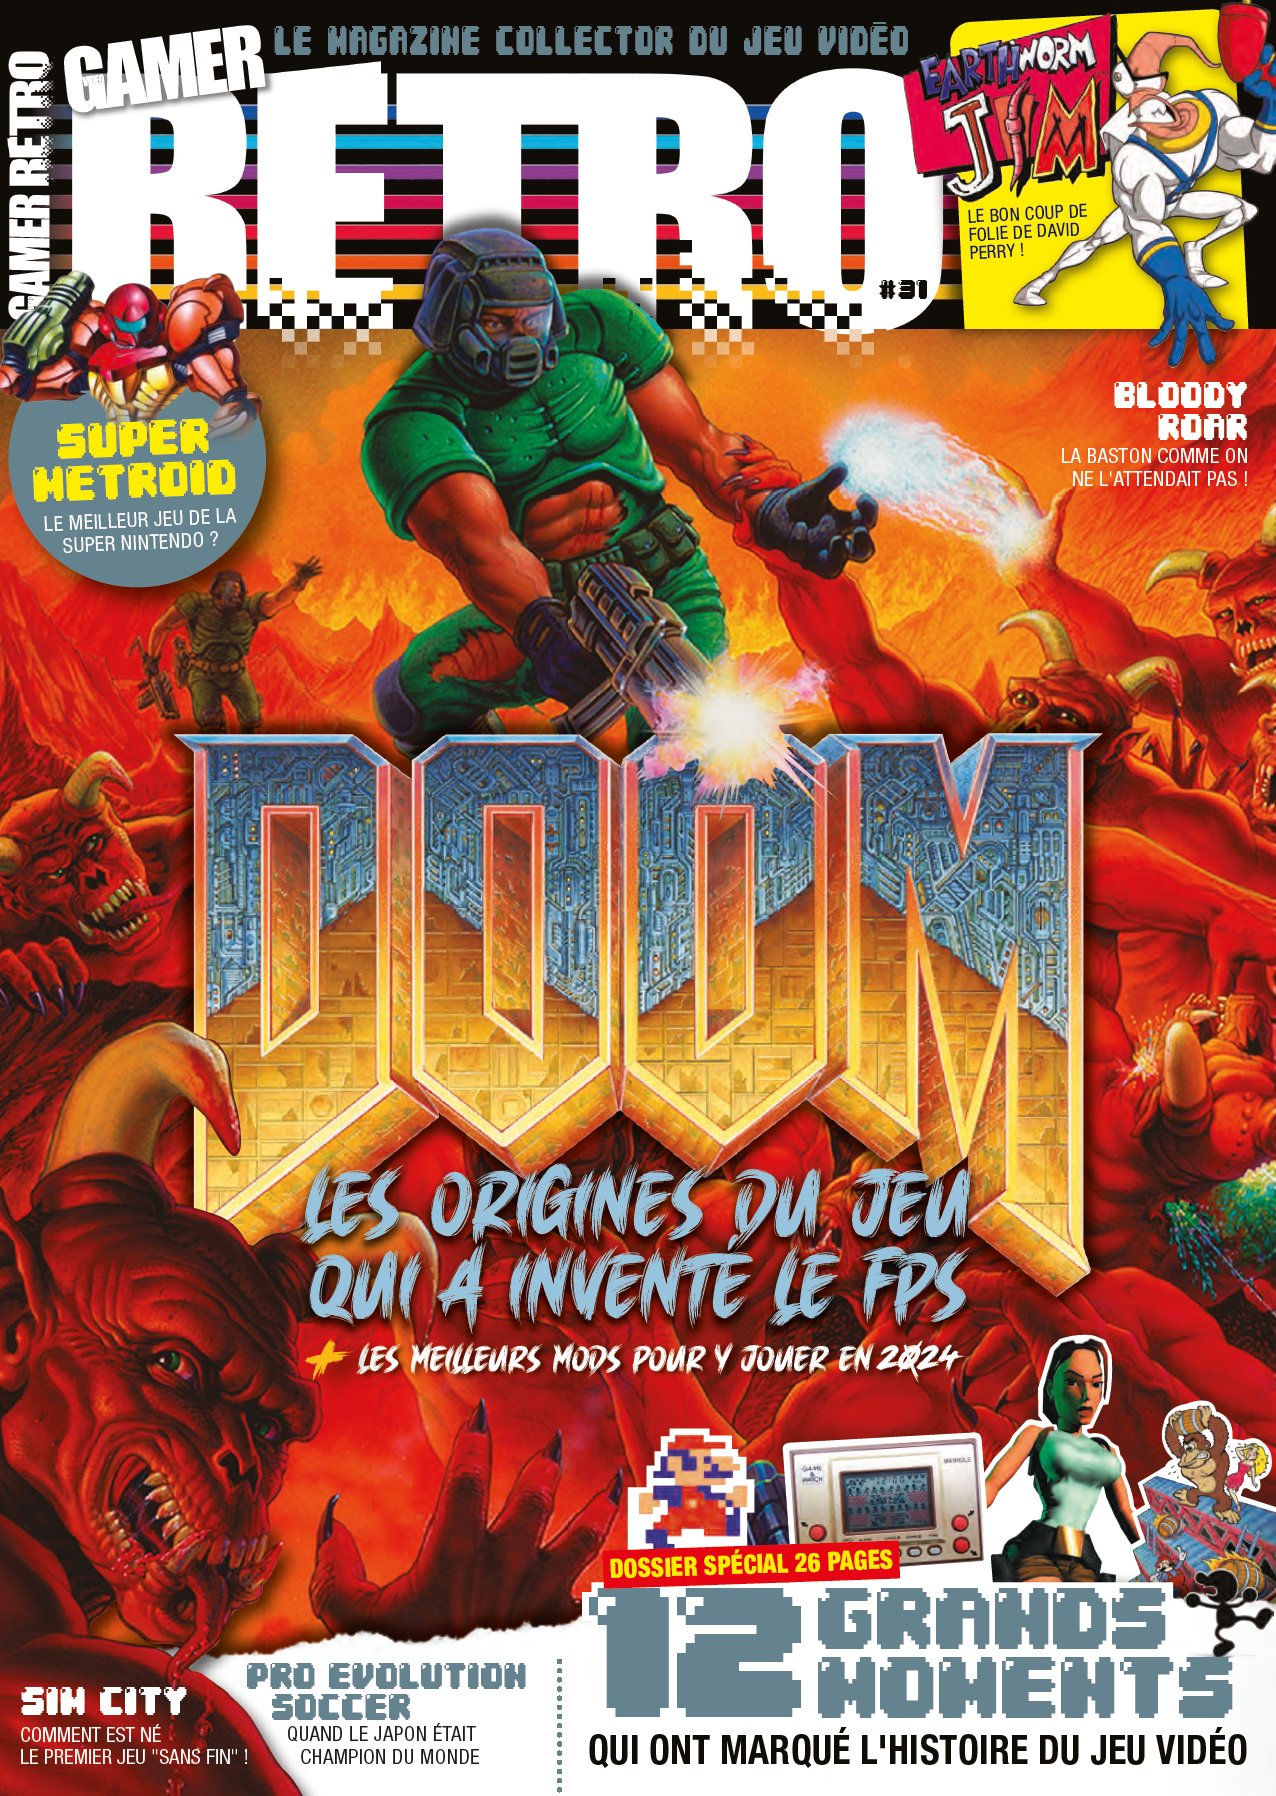 LE MAGAZINE COLLECTOR DU JEU VIDÉO
GAMER
RETRO
GAMER RETRO
#31
EARTHWORM
JIM
LE BON COUP DE
FOLIE DE DAVID
PERRY !
SUPER
METROID
LE MEILLEUR JEU DE LA
SUPER NINTENDO ?
BLOODY
ROAR
LA BASTON COMME ON
NE L'ATTENDAIT PAS !
DOOM
LES ORIGINES DU JEU
QUI A INVENTÉ LE FPS
+ LES MEILLEURS MODS POUR Y JOUER EN 2024
GAME &
WATCH
MANHOLE
DOSSIER SPÉCIAL 26 PAGES
12 GRANDS
MOMENTS
QUI ONT MARQUÉ L'HISTOIRE DU JEU VIDÉO
SIM CITY
COMMENT EST NÉ
LE PREMIER JEU "SANS FIN" !
PRO EVOLUTION
SOCCER
QUAND LE JAPON ÉTAIT
CHAMPION DU MONDE